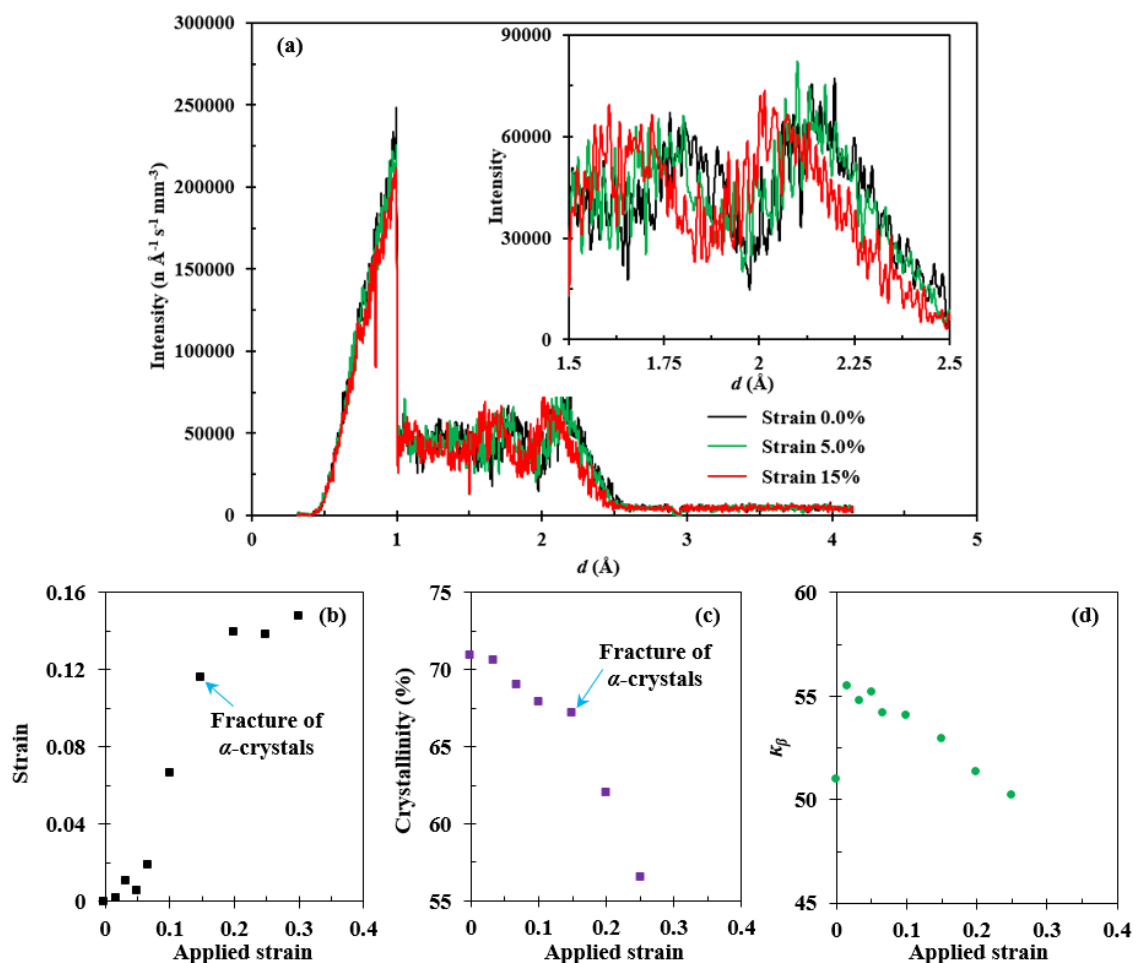 (a)
Intensity (n Å⁻¹ s⁻¹ mm⁻³)
300000
250000
200000
150000
100000
50000
0
0 1 2 3 4 5
d (Å)
Intensity
90000
60000
30000
0
1.5 1.75 2 2.25 2.5
d (Å)
Strain 0.0%
Strain 5.0%
Strain 15%
(b)
Strain
0.16
0.12
0.08
0.04
0
Fracture of
α-crystals
0 0.1 0.2 0.3 0.4
Applied strain
(c)
Crystallinity (%)
75
70
65
60
55
Fracture of
α-crystals
0 0.1 0.2 0.3 0.4
Applied strain
(d)
κβ
60
55
50
45
0 0.1 0.2 0.3 0.4
Applied strain